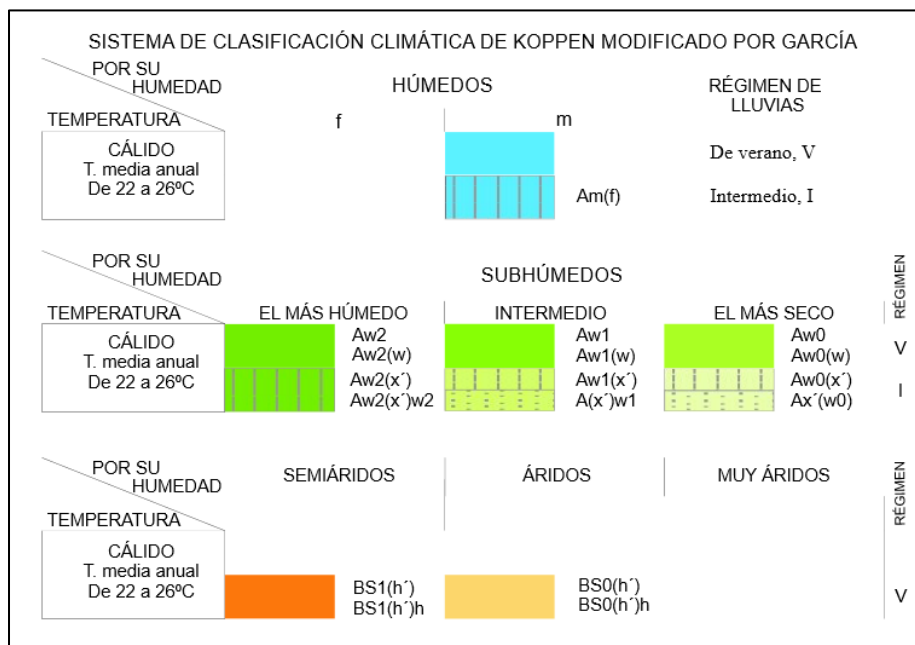 SISTEMA DE CLASIFICACIÓN CLIMÁTICA DE KOPPEN MODIFICADO POR GARCÍA
POR SU
HUMEDAD
HÚMEDOS
RÉGIMEN DE
LLUVIAS
TEMPERATURA
f
m
CÁLIDO
T. media anual
De 22 a 26ºC
De verano, V
Am(f)
Intermedio, I
POR SU
HUMEDAD
SUBHÚMEDOS
RÉGIMEN
TEMPERATURA
EL MÁS HÚMEDO
INTERMEDIO
EL MÁS SECO
CÁLIDO
T. media anual
De 22 a 26ºC
Aw2
Aw2(w)
Aw2(x´)
Aw2(x´)w2
Aw1
Aw1(w)
Aw1(x´)
A(x´)w1
Aw0
Aw0(w)
Aw0(x´)
Ax´(w0)
V
I
POR SU
HUMEDAD
SEMIÁRIDOS
ÁRIDOS
MUY ÁRIDOS
RÉGIMEN
TEMPERATURA
CÁLIDO
T. media anual
De 22 a 26ºC
BS1(h´)
BS1(h´)h
BS0(h´)
BS0(h´)h
V